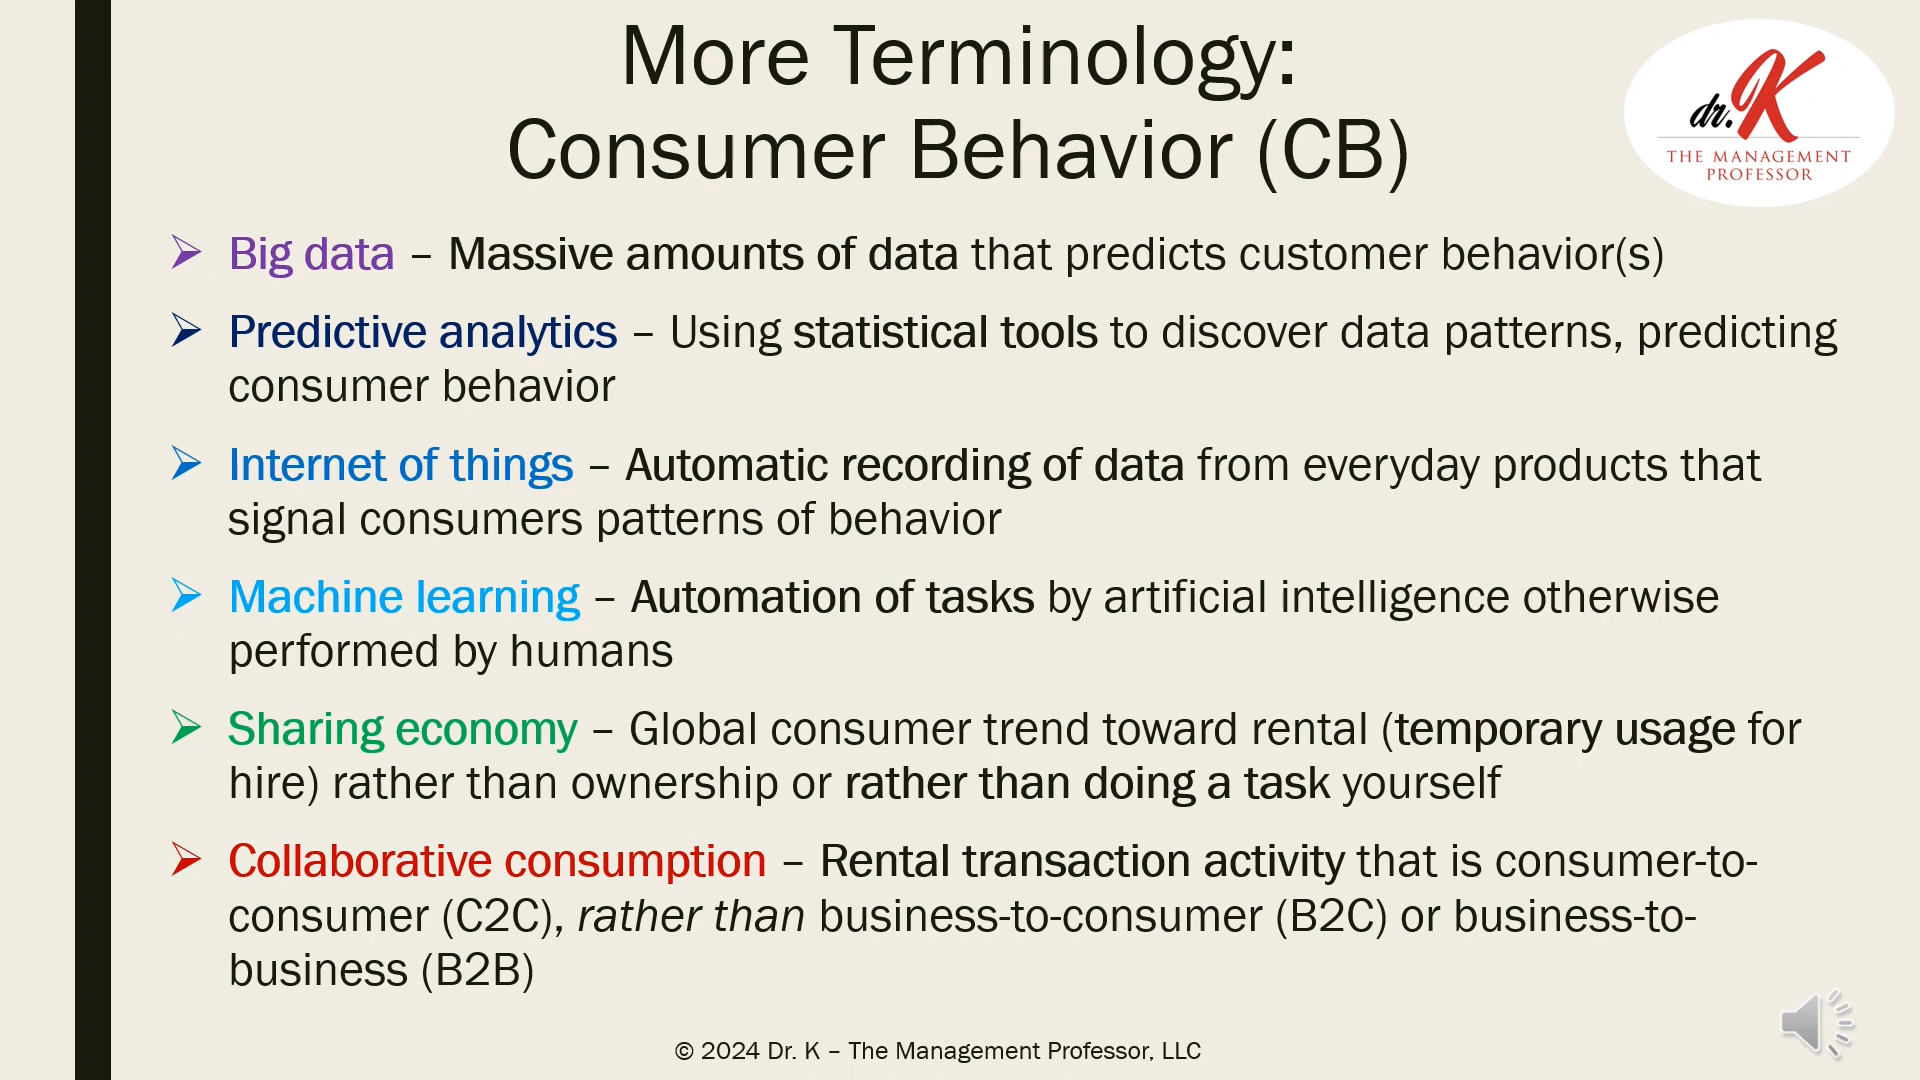 More Terminology:
Consumer Behavior (CB)
dr. K
THE MANAGEMENT
PROFESSOR
➢ Big data – Massive amounts of data that predicts customer behavior(s)
➢ Predictive analytics – Using statistical tools to discover data patterns, predicting
consumer behavior
➢ Internet of things – Automatic recording of data from everyday products that
signal consumers patterns of behavior
➢ Machine learning – Automation of tasks by artificial intelligence otherwise
performed by humans
➢ Sharing economy – Global consumer trend toward rental (temporary usage for
hire) rather than ownership or rather than doing a task yourself
➢ Collaborative consumption – Rental transaction activity that is consumer-to-
consumer (C2C), rather than business-to-consumer (B2C) or business-to-
business (B2B)
© 2024 Dr. K – The Management Professor, LLC